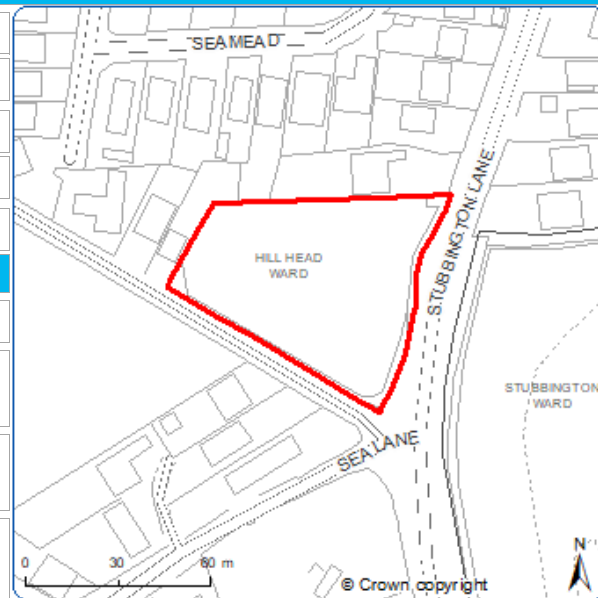 SEAMEAD
STUBBINGTON LANE
HILL HEAD
WARD
STUBBINGTON
WARD
SEA LANE
0 30 60 m
N
© Crown copyright